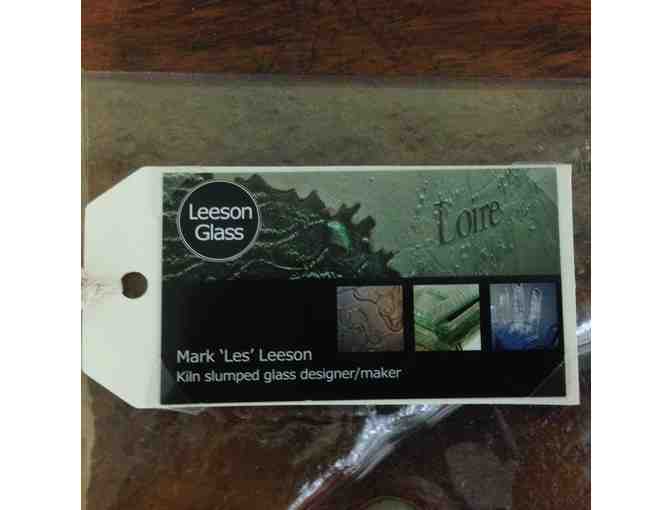 Leeson
Glass
Loire
Mark ‘Les’ Leeson
Kiln slumped glass designer/maker